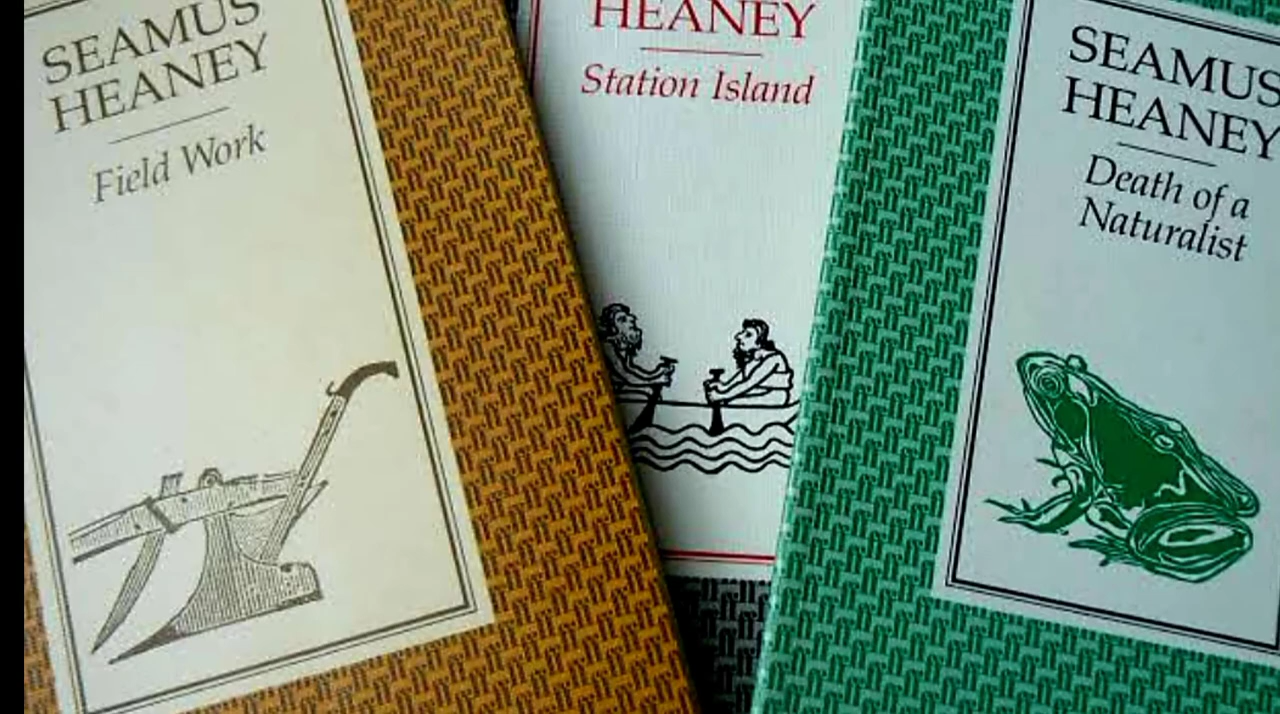 SEAMUS
HEANEY
Field Work
HEANEY
Station Island
SEAMUS
HEANEY
Death of a
Naturalist